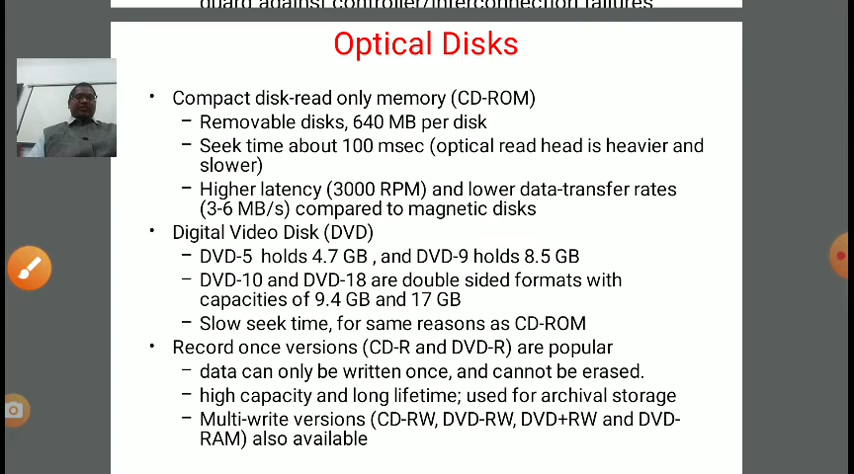 guard against controller/interconnection failures
Optical Disks
• Compact disk-read only memory (CD-ROM)
– Removable disks, 640 MB per disk
– Seek time about 100 msec (optical read head is heavier and
slower)
– Higher latency (3000 RPM) and lower data-transfer rates
(3-6 MB/s) compared to magnetic disks
• Digital Video Disk (DVD)
– DVD-5 holds 4.7 GB , and DVD-9 holds 8.5 GB
– DVD-10 and DVD-18 are double sided formats with
capacities of 9.4 GB and 17 GB
– Slow seek time, for same reasons as CD-ROM
• Record once versions (CD-R and DVD-R) are popular
– data can only be written once, and cannot be erased.
– high capacity and long lifetime; used for archival storage
– Multi-write versions (CD-RW, DVD-RW, DVD+RW and DVD-
RAM) also available